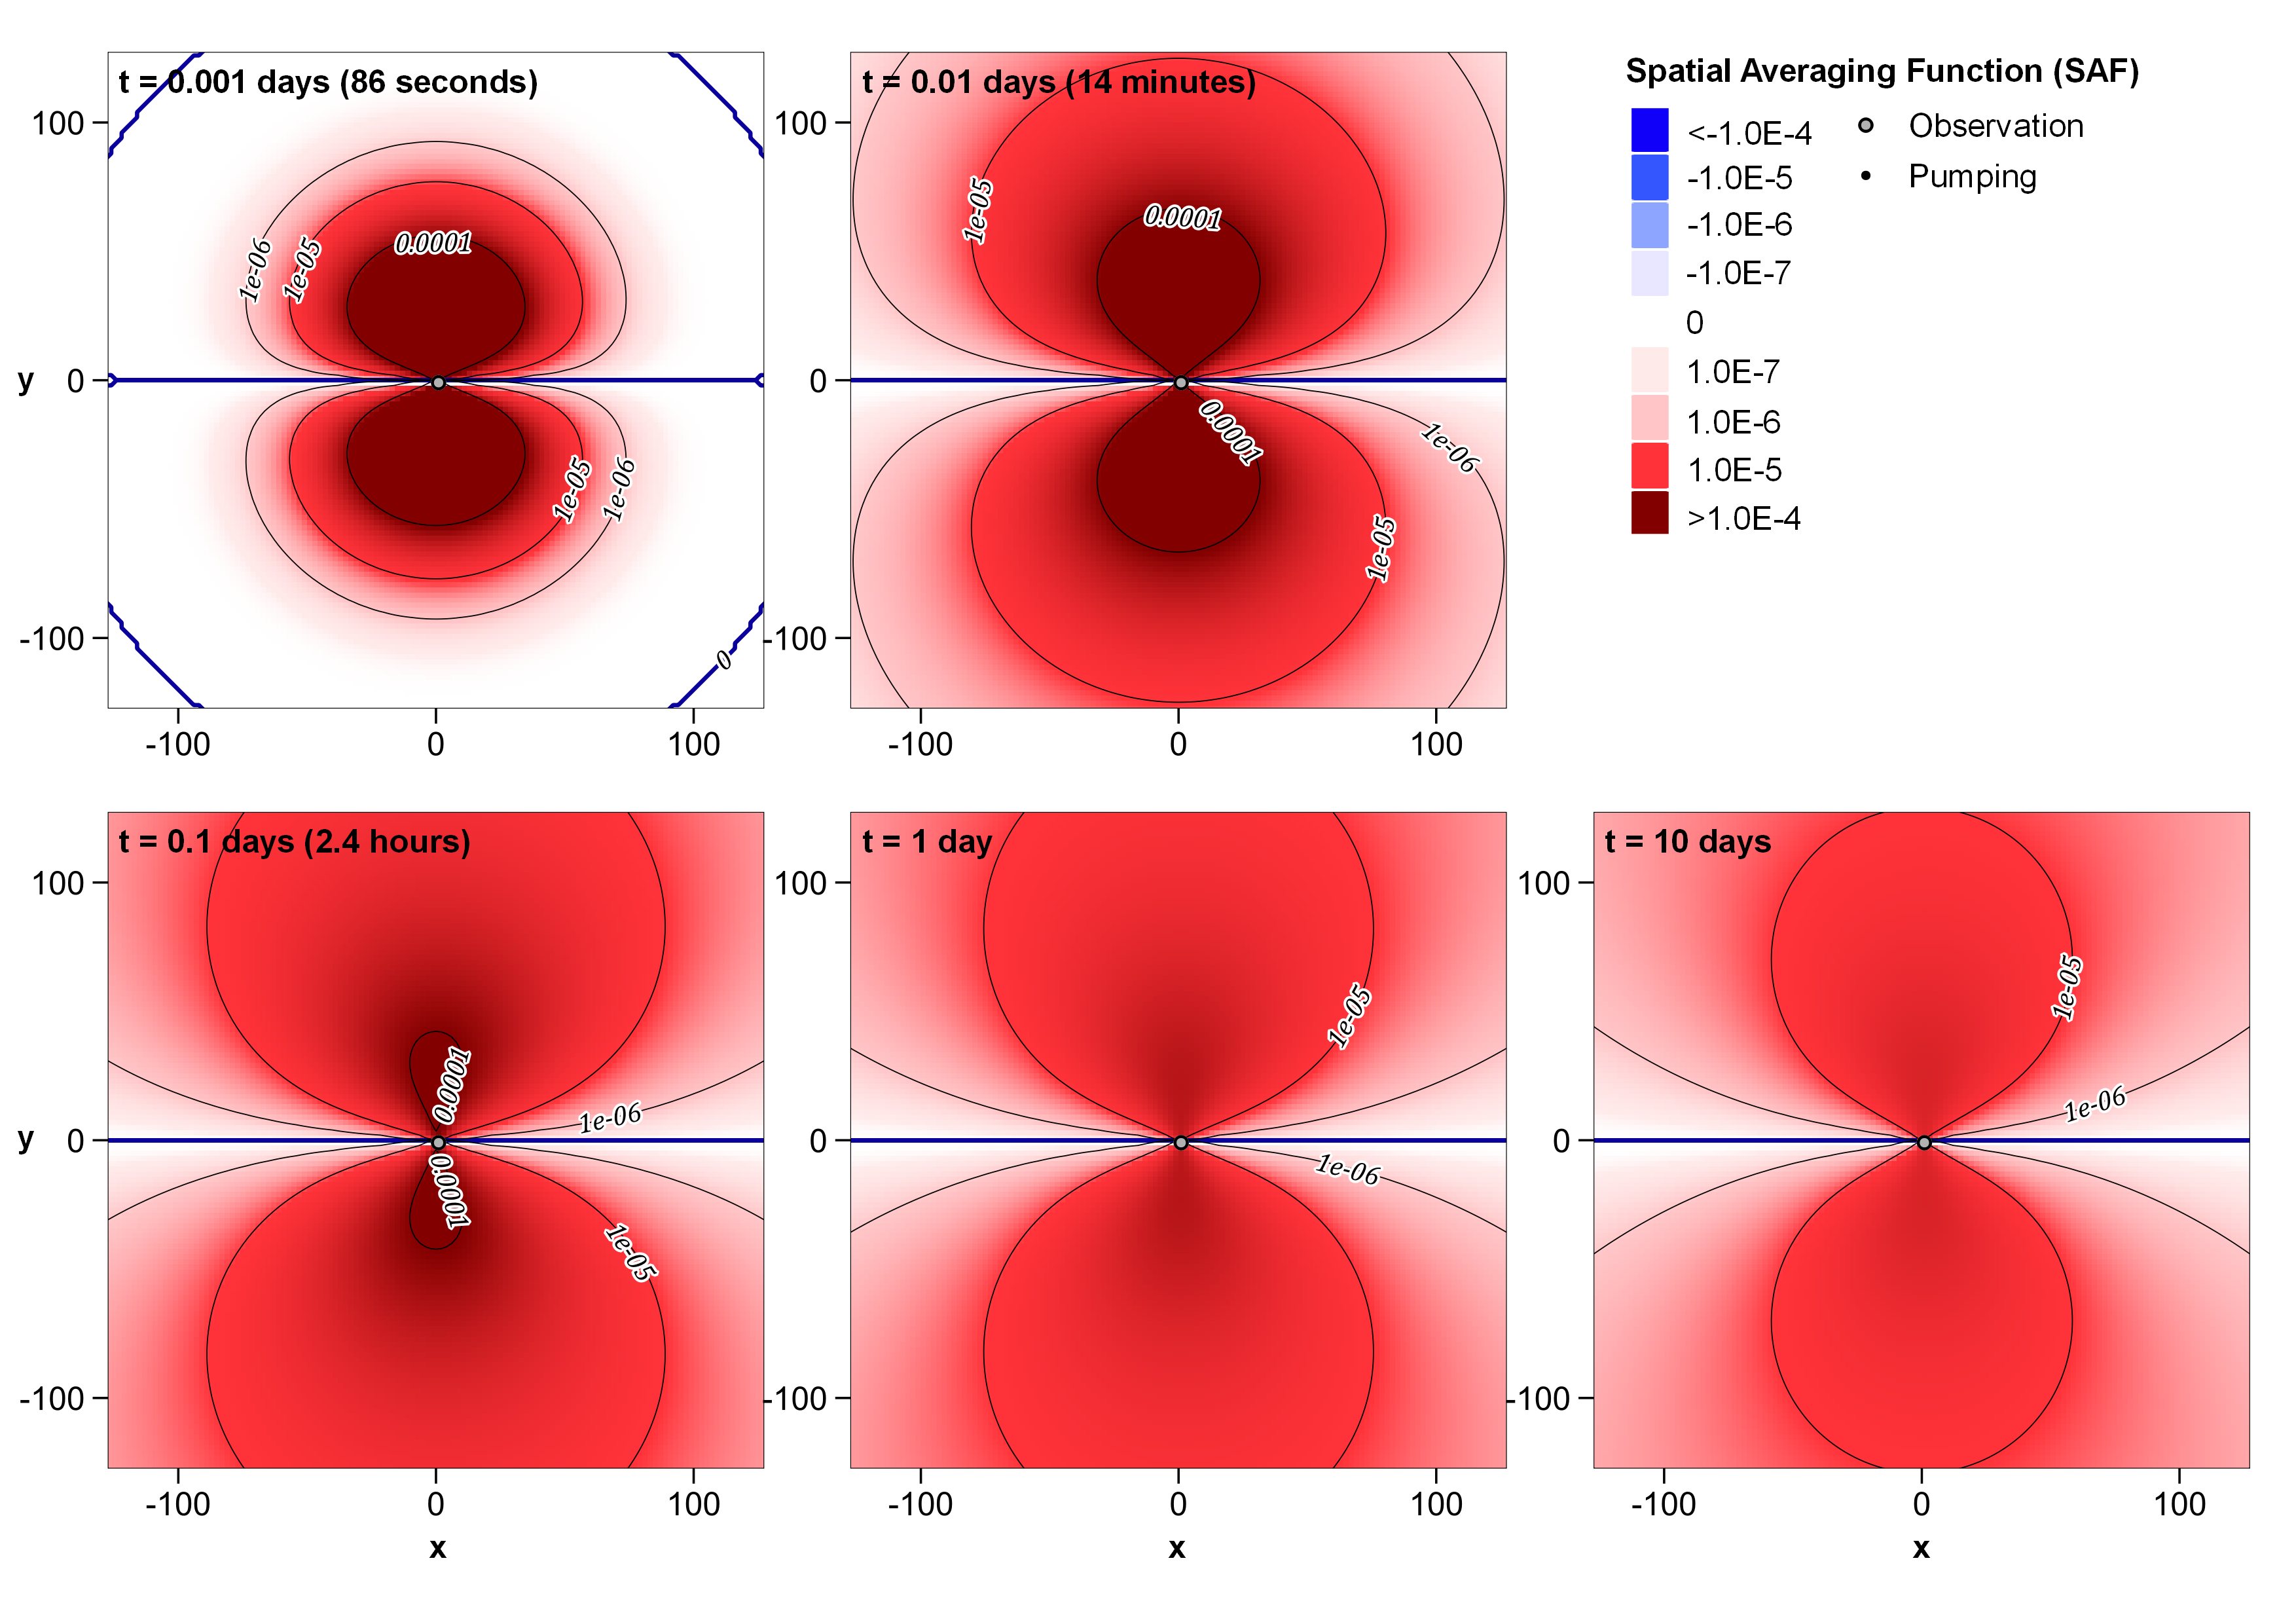 t = 0.001 days (86 seconds)
100
0
-100
y
1e-06
1e-05
0.0001
1e-05
1e-06
0
-100
0
100
t = 0.01 days (14 minutes)
100
0
-100
1e-05
0.0001
0.0001
1e-06
1e-05
-100
0
100
Spatial Averaging Function (SAF)
<-1.0E-4
-1.0E-5
-1.0E-6
-1.0E-7
0
1.0E-7
1.0E-6
1.0E-5
>1.0E-4
Observation
Pumping
t = 0.1 days (2.4 hours)
100
0
-100
y
0.0001
1e-06
0.0001
1e-05
-100
0
100
x
t = 1 day
100
0
-100
1e-05
1e-06
-100
0
100
x
t = 10 days
100
0
-100
1e-05
1e-06
-100
0
100
x